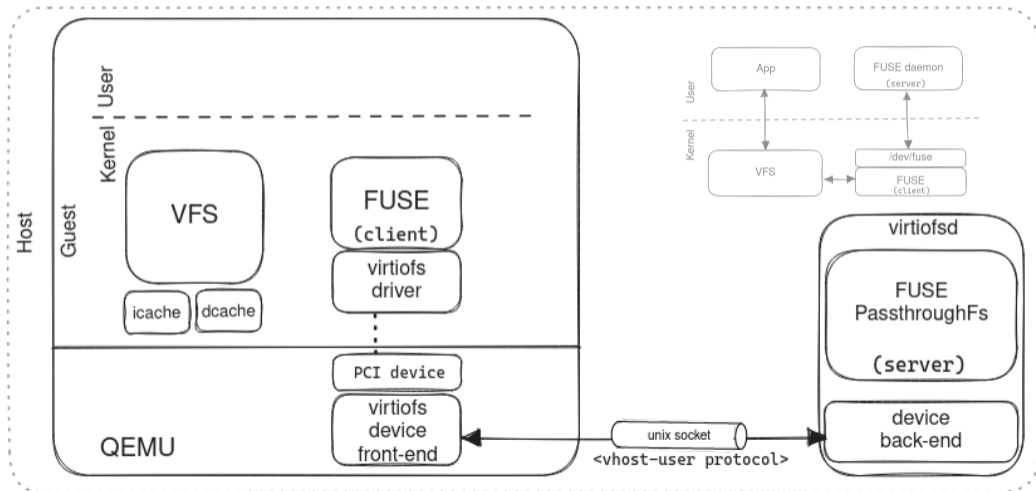 Host
Guest
User
Kernel
VFS
icache
dcache
FUSE
(client)
virtiofs
driver
PCI device
virtiofs
device
front-end
QEMU
unix socket
<vhost-user protocol>
User
Kernel
App
FUSE daemon
(server)
VFS
/dev/fuse
FUSE
(client)
virtiofsd
FUSE
PassthroughFs
(server)
device
back-end